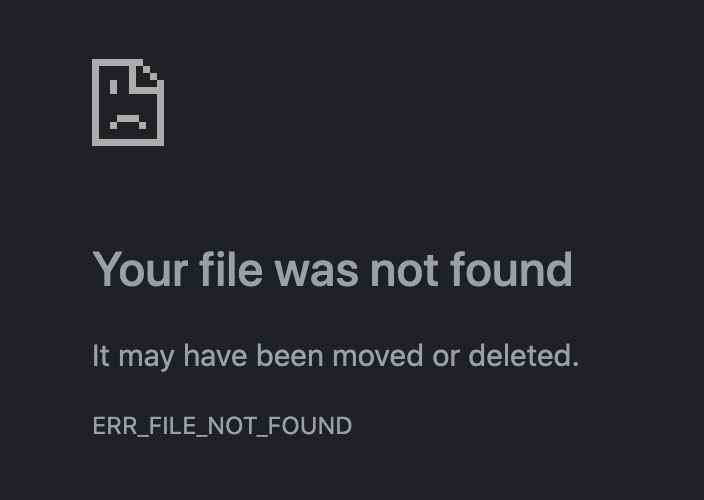 Your file was not found
It may have been moved or deleted.
ERR_FILE_NOT_FOUND